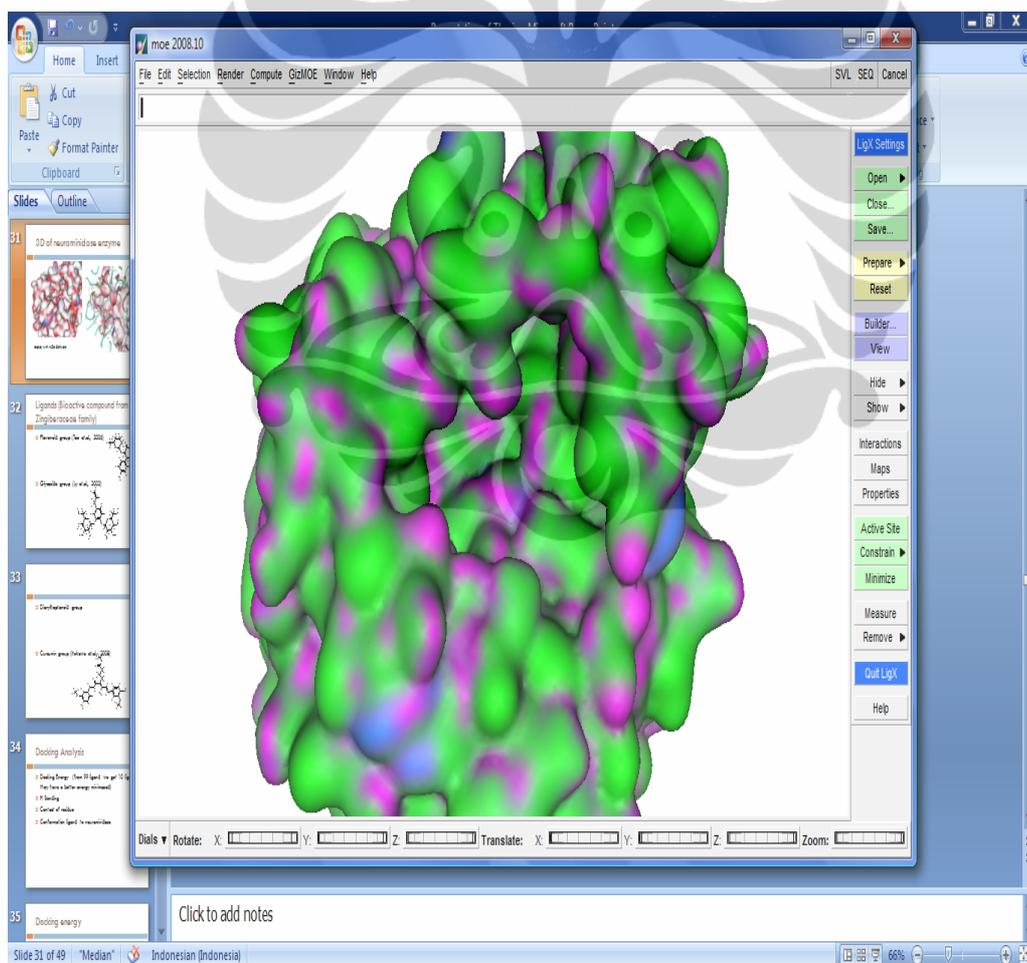 Home Insert
Cut
Copy
Paste
Format Painter
Clipboard
Slides Outline
moe 2008.10
File Edit Selection Render Compute GizMOE Window Help
SVL SEQ Cancel
LigX Settings
Open
Close...
Save...
Prepare
Reset
Builder...
View
Hide
Show
Interactions
Maps
Properties
Active Site
Constrain
Minimize
Measure
Remove
Quit LigX
Help
Dials Rotate: X: Y: Z: Translate: X: Y: Z: Zoom:
31
3D of neuraminidase enzyme
32
Ligands (Bioactive compound from
Zingiberaceae family)
33
Curcumin group
34
Docking Analysis
35
Docking energy
Click to add notes
Slide 31 of 49 "Median" Indonesian (Indonesia) 66%